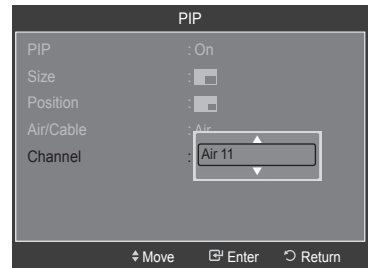 PIP
PIP : On
Size :
Position :
Air/Cable : Air
Channel : Air 11
Move Enter Return